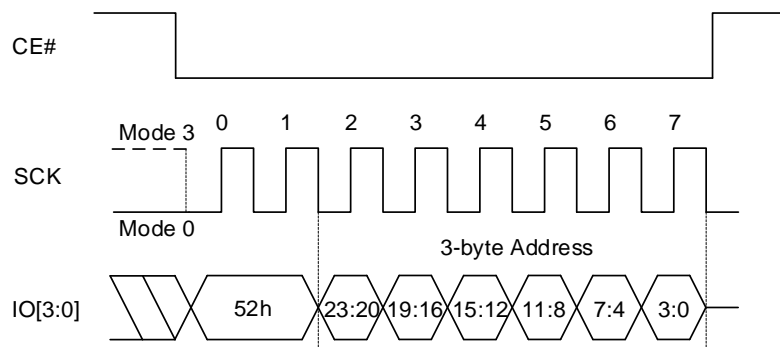 CE#
0 1 2 3 4 5 6 7
Mode 3
SCK
Mode 0
3-byte Address
IO[3:0] 52h 23:20 19:16 15:12 11:8 7:4 3:0